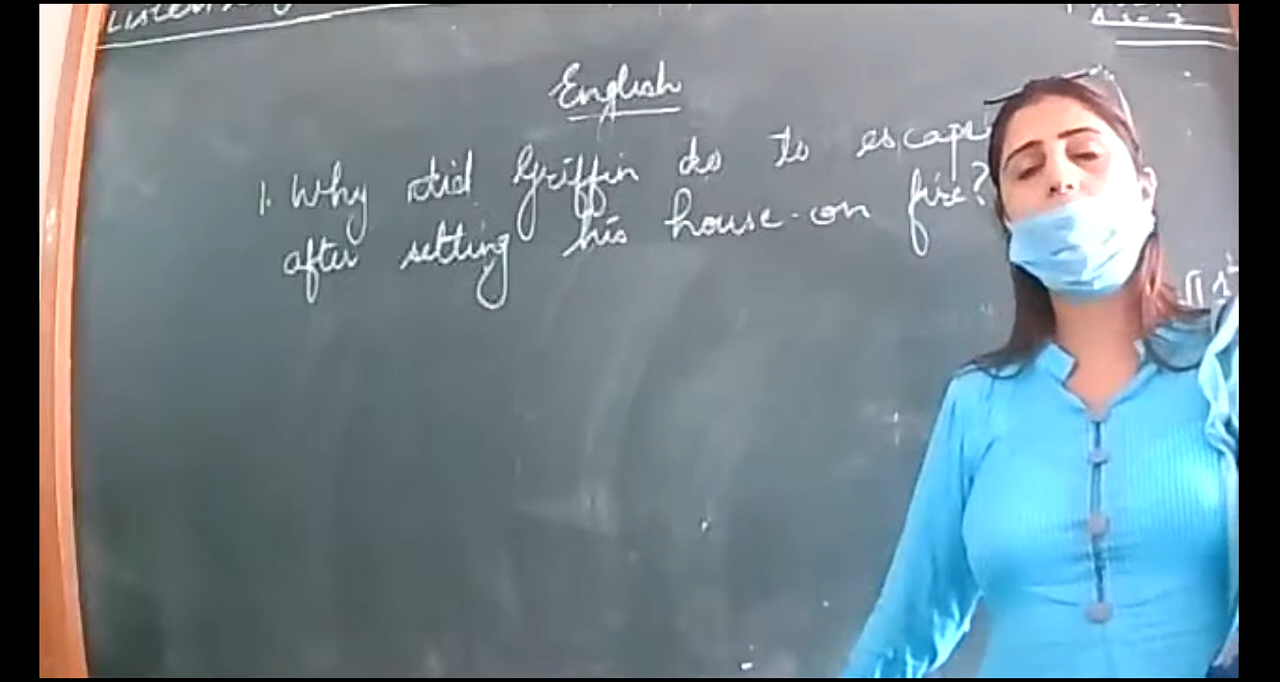 English
1. Why did Griffin do to escape
after setting his house on fire?